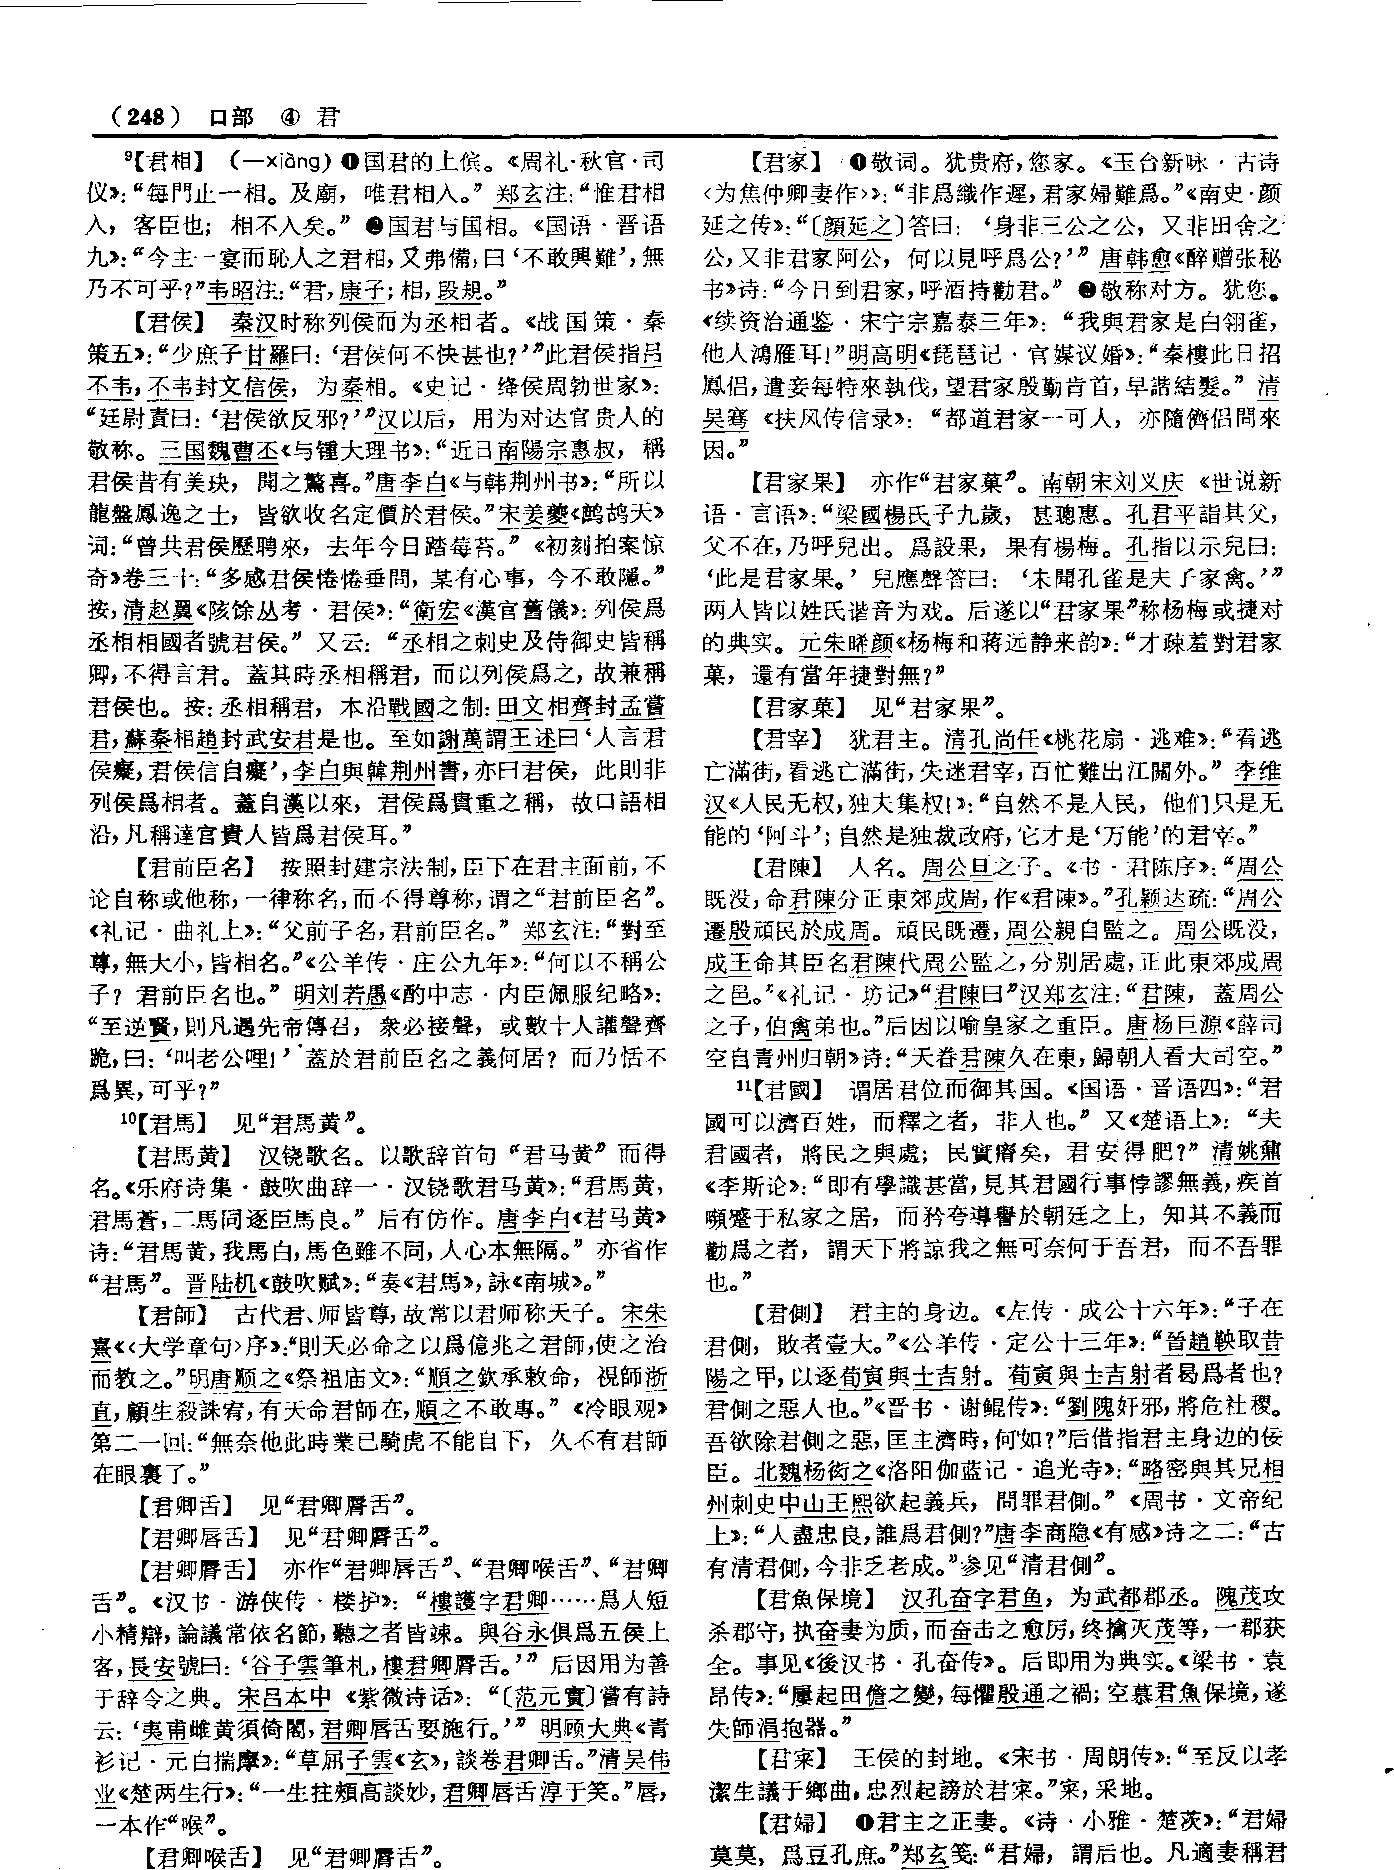 （248） 口部 ④ 君
⁹【君相】 （—xiàng）❶国君的上傧。《周礼·秋官·司
仪》：“每門止一相。及廟，唯君相入。”郑玄注：“惟君相
入，客臣也；相不入矣。”❷国君与国相。《国语·晋语
九》：“今主一宴而恥人之君相，又弗備，曰‘不敢興難’，無
乃不可乎？”韦昭注：“君，康子；相，段規。”
【君侯】 秦汉时称列侯而为丞相者。《战国策·秦
策五》：“少庶子甘羅曰：‘君侯何不快甚也？’”此君侯指吕
不韦，不韦封文信侯，为秦相。《史记·绛侯周勃世家》：
“廷尉責曰：‘君侯欲反邪？’”汉以后，用为对达官贵人的
敬称。三国魏曹丕《与锺大理书》：“近日南陽宗惠叔，稱
君侯昔有美玦，聞之驚喜。”唐李白《与韩荆州书》：“所以
龍盤鳳逸之士，皆欲收名定價於君侯。”宋姜夔《鹧鸪天》
词：“曾共君侯歷聘來，去年今日踏莓苔。”《初刻拍案惊
奇》卷三十：“多感君侯惓惓垂問，某有心事，今不敢隱。”
按，清赵翼《陔馀丛考·君侯》：“衛宏《漢官舊儀》：列侯爲
丞相相國者號君侯。”又云：“丞相之刺史及侍御史皆稱
卿，不得言君。蓋其時丞相稱君，而以列侯爲之，故兼稱
君侯也。按：丞相稱君，本沿戰國之制：田文相齊封孟嘗
君，蘇秦相趙封武安君是也。至如謝萬謂王述曰‘人言君
侯癡，君侯信自癡’，李白與韓荆州書，亦曰君侯，此則非
列侯爲相者。蓋自漢以來，君侯爲貴重之稱，故口語相
沿，凡稱達官貴人皆爲君侯耳。”
【君前臣名】 按照封建宗法制，臣下在君主面前，不
论自称或他称，一律称名，而不得尊称，谓之“君前臣名”。
《礼记·曲礼上》：“父前子名，君前臣名。”郑玄注：“對至
尊，無大小，皆相名。”《公羊传·庄公九年》：“何以不稱公
子？君前臣名也。”明刘若愚《酌中志·内臣佩服纪略》：
“至逆賢，則凡遇先帝傳召，衆必接聲，或數十人讙聲齊
跪，曰：‘叫老公哩！’蓋於君前臣名之義何居？而乃恬不
爲異，可乎？”
¹⁰【君馬】 见“君馬黄”。
【君馬黄】 汉铙歌名。以歌辞首句“君马黄”而得
名。《乐府诗集·鼓吹曲辞一·汉铙歌君马黄》：“君馬黄，
君馬蒼，二馬同逐臣馬良。”后有仿作。唐李白《君马黄》
诗：“君馬黄，我馬白，馬色雖不同，人心本無隔。”亦省作
“君馬”。晋陆机《鼓吹赋》：“奏《君馬》，詠《南城》。”
【君師】 古代君、师皆尊，故常以君师称天子。宋朱
熹《〈大学章句〉序》：“則天必命之以爲億兆之君師，使之治
而教之。”明唐顺之《祭祖庙文》：“順之欽承敕命，視師浙
直，顧生殺誅宥，有天命君師在，順之不敢專。”《冷眼观》
第二一回：“無奈他此時業已騎虎不能自下，久不有君師
在眼裏了。”
【君卿舌】 见“君卿脣舌”。
【君卿唇舌】 见“君卿脣舌”。
【君卿脣舌】 亦作“君卿唇舌”、“君卿喉舌”、“君卿
舌”。《汉书·游侠传·楼护》：“樓護字君卿……爲人短
小精辯，論議常依名節，聽之者皆竦。與谷永俱爲五侯上
客，長安號曰：‘谷子雲筆札，樓君卿脣舌。’”后因用为善
于辞令之典。宋吕本中《紫微诗话》：“〔范元實〕嘗有詩
云：‘夷甫雌黄須倚閣，君卿唇舌要施行。’”明顾大典《青
衫记·元白揣摩》：“草屈子雲《玄》，談卷君卿舌。”清吴伟
业《楚两生行》：“一生拄頰高談妙，君卿唇舌淳于笑。”唇，
一本作“喉”。
【君卿喉舌】 见“君卿脣舌”。
【君家】 ❶敬词。犹贵府，您家。《玉台新咏·古诗
〈为焦仲卿妻作〉》：“非爲織作遲，君家婦難爲。”《南史·颜
延之传》：“〔顔延之〕答曰：‘身非三公之公，又非田舍之
公，又非君家阿公，何以見呼爲公？’”唐韩愈《醉赠张秘
书》诗：“今日到君家，呼酒持勸君。”❷敬称对方。犹您。
《续资治通鉴·宋宁宗嘉泰三年》：“我與君家是白翎雀，
他人鴻雁耳！”明高明《琵琶记·官媒议婚》：“秦樓此日招
鳳侣，遣妾每特來執伐，望君家殷勤肯首，早諧結髮。”清
吴骞《扶风传信录》：“都道君家一可人，亦隨儕侣問來
因。”
【君家果】 亦作“君家菓”。南朝宋刘义庆《世说新
语·言语》：“梁國楊氏子九歲，甚聰惠。孔君平詣其父，
父不在，乃呼兒出。爲設果，果有楊梅。孔指以示兒曰：
‘此是君家果。’兒應聲答曰：‘未聞孔雀是夫子家禽。’”
两人皆以姓氏谐音为戏。后遂以“君家果”称杨梅或捷对
的典实。元朱晞颜《杨梅和蒋远静来韵》：“才疎羞對君家
菓，還有當年捷對無？”
【君家菓】 见“君家果”。
【君宰】 犹君主。清孔尚任《桃花扇·逃难》：“看逃
亡滿街，看逃亡滿街，失迷君宰，百忙難出江關外。”李维
汉《人民无权，独大集权！》：“自然不是人民，他们只是无
能的‘阿斗’；自然是独裁政府，它才是‘万能’的君宰。”
【君陳】 人名。周公旦之子。《书·君陈序》：“周公
既没，命君陳分正東郊成周，作《君陳》。”孔颖达疏：“周公
遷殷頑民於成周。頑民既遷，周公親自監之。周公既没，
成王命其臣名君陳代周公監之，分别居處，正此東郊成周
之邑。”《礼记·坊记》“君陳曰”汉郑玄注：“君陳，蓋周公
之子，伯禽弟也。”后因以喻皇家之重臣。唐杨巨源《薛司
空自青州归朝》诗：“天眷君陳久在東，歸朝人看大司空。”
¹¹【君國】 谓居君位而御其国。《国语·晋语四》：“君
國可以濟百姓，而釋之者，非人也。”又《楚语上》：“夫
君國者，將民之與處；民實瘠矣，君安得肥？”清姚鼐
《李斯论》：“即有學識甚當，見其君國行事悖謬無義，疾首
嚬蹙于私家之居，而矜夸導譽於朝廷之上，知其不義而
勸爲之者，謂天下將諒我之無可奈何于吾君，而不吾罪
也。”
【君側】 君主的身边。《左传·成公十六年》：“子在
君側，敗者壹大。”《公羊传·定公十三年》：“晉趙鞅取晉
陽之甲，以逐荀寅與士吉射。荀寅與士吉射者曷爲者也？
君側之惡人也。”《晋书·谢鲲传》：“劉隗奸邪，將危社稷。
吾欲除君側之惡，匡主濟時，何如？”后借指君主身边的佞
臣。北魏杨衒之《洛阳伽蓝记·追光寺》：“略密與其兄相
州刺史中山王熙欲起義兵，問罪君側。”《周书·文帝纪
上》：“人盡忠良，誰爲君側？”唐李商隐《有感》诗之二：“古
有清君側，今非乏老成。”参见“清君側”。
【君魚保境】 汉孔奋字君鱼，为武都郡丞。隗茂攻
杀郡守，执奋妻为质，而奋击之愈厉，终擒灭茂等，一郡获
全。事见《後汉书·孔奋传》。后即用为典实。《梁书·袁
昂传》：“屢起田儋之變，每懼殷通之禍；空慕君魚保境，遂
失師涓抱器。”
【君寀】 王侯的封地。《宋书·周朗传》：“至反以孝
潔生議于鄉曲，忠烈起謗於君寀。”寀，采地。
【君婦】 ❶君主之正妻。《诗·小雅·楚茨》：“君婦
莫莫，爲豆孔庶。”郑玄笺：“君婦，謂后也。凡適妻稱君